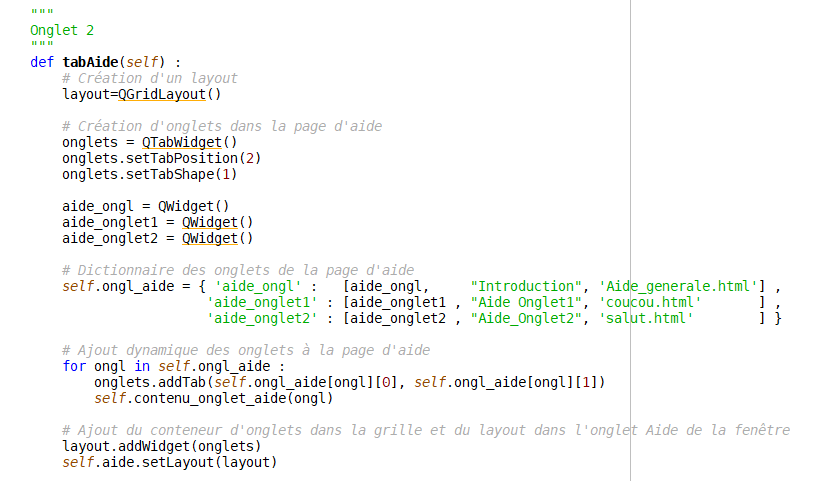 """
Onglet 2
"""
def tabAide(self) :
    # Création d'un layout
    layout=QGridLayout()

    # Création d'onglets dans la page d'aide
    onglets = QTabWidget()
    onglets.setTabPosition(2)
    onglets.setTabShape(1)

    aide_ongl = QWidget()
    aide_onglet1 = QWidget()
    aide_onglet2 = QWidget()

    # Dictionnaire des onglets de la page d'aide
    self.ongl_aide = { 'aide_ongl' :   [aide_ongl,     "Introduction", 'Aide_generale.html'] ,
                      'aide_onglet1' : [aide_onglet1 , "Aide Onglet1", 'coucou.html'       ] ,
                      'aide_onglet2' : [aide_onglet2 , "Aide_Onglet2", 'salut.html'        ] }

    # Ajout dynamique des onglets à la page d'aide
    for ongl in self.ongl_aide :
        onglets.addTab(self.ongl_aide[ongl][0], self.ongl_aide[ongl][1])
        self.contenu_onglet_aide(ongl)

    # Ajout du conteneur d'onglets dans la grille et du layout dans l'onglet Aide de la fenêtre
    layout.addWidget(onglets)
    self.aide.setLayout(layout)